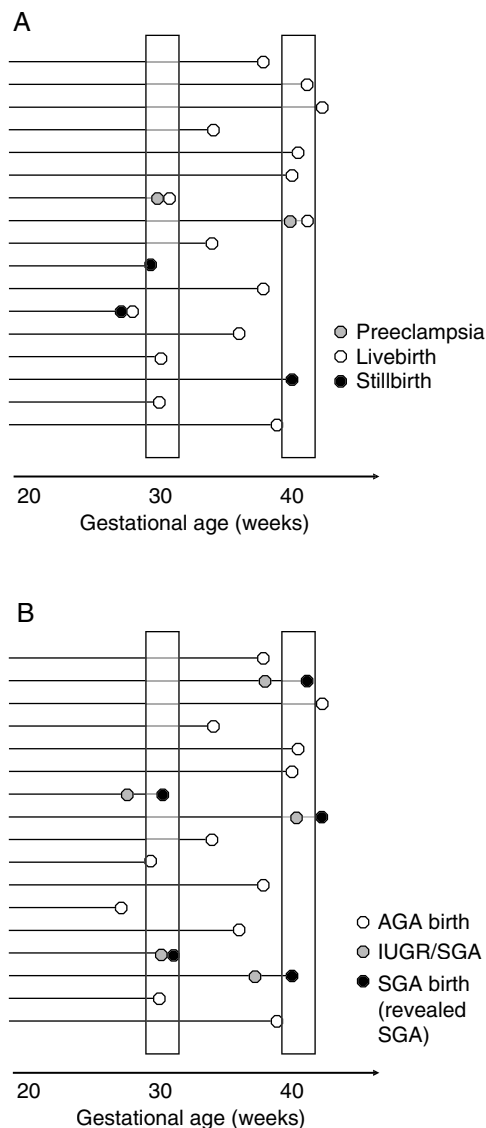 A
Preeclampsia
Livebirth
Stillbirth
20 30 40
Gestational age (weeks)
B
AGA birth
IUGR/SGA
SGA birth
(revealed
SGA)
20 30 40
Gestational age (weeks)